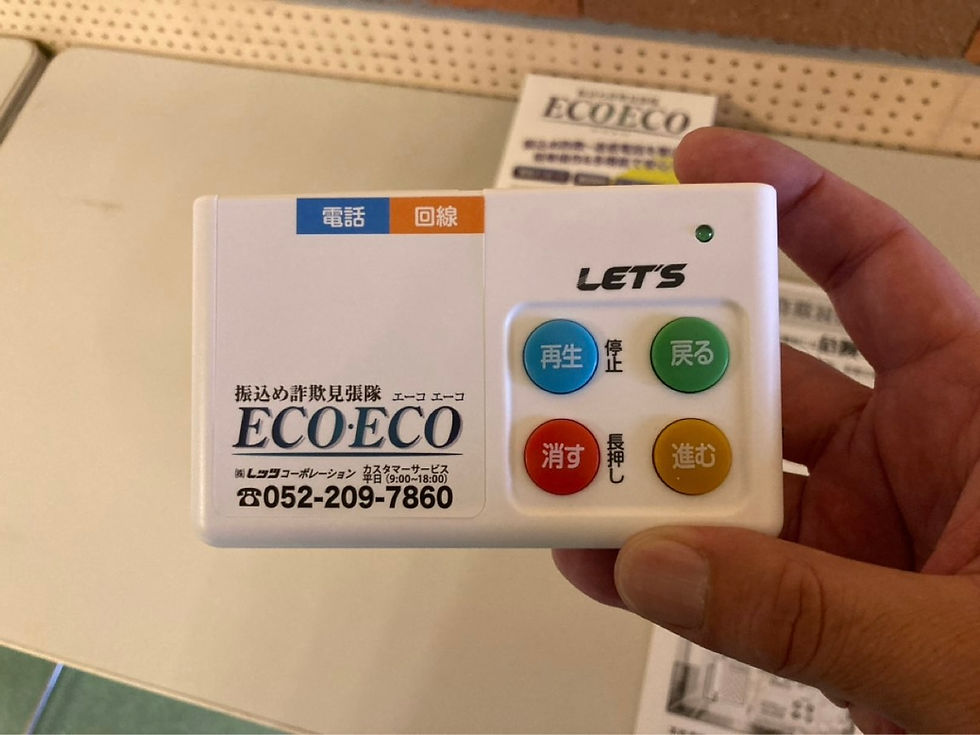 ECOECO
電話 回線
LET'S
再生 停止 戻る
消す 長押し 進む
振込め詐欺見張隊 エーコ エーコ
ECO・ECO
㈱レッツコーポレーション カスタマーサービス
平日(9:00~18:00)
☎052-209-7860